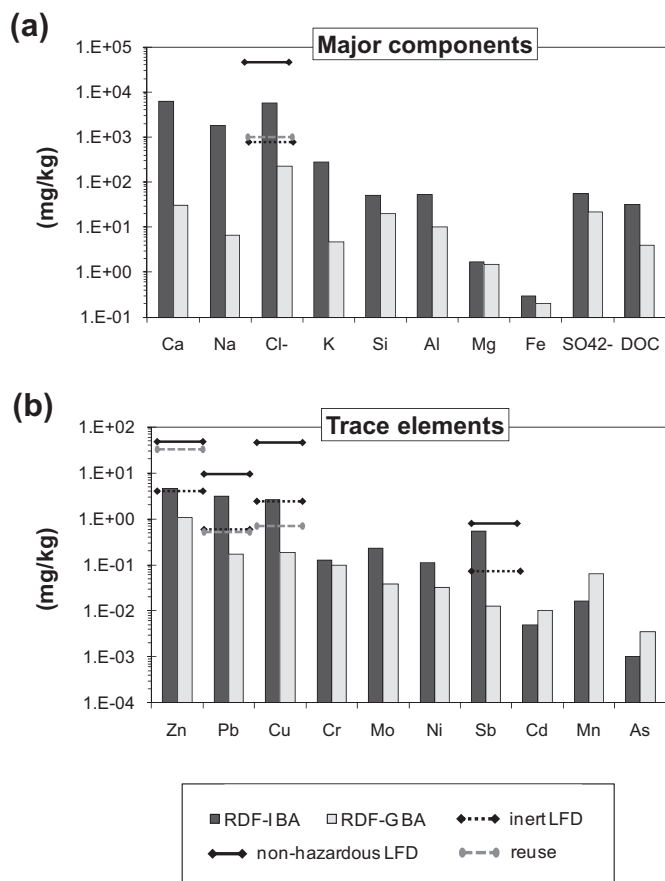 (a)
Major components
(mg/kg)
1.E+05
1.E+04
1.E+03
1.E+02
1.E+01
1.E+00
1.E-01
Ca Na Cl- K Si Al Mg Fe SO42- DOC
(b)
Trace elements
(mg/kg)
1.E+02
1.E+01
1.E+00
1.E-01
1.E-02
1.E-03
1.E-04
Zn Pb Cu Cr Mo Ni Sb Cd Mn As
RDF-IBA RDF-GBA inert LFD
non-hazardous LFD reuse